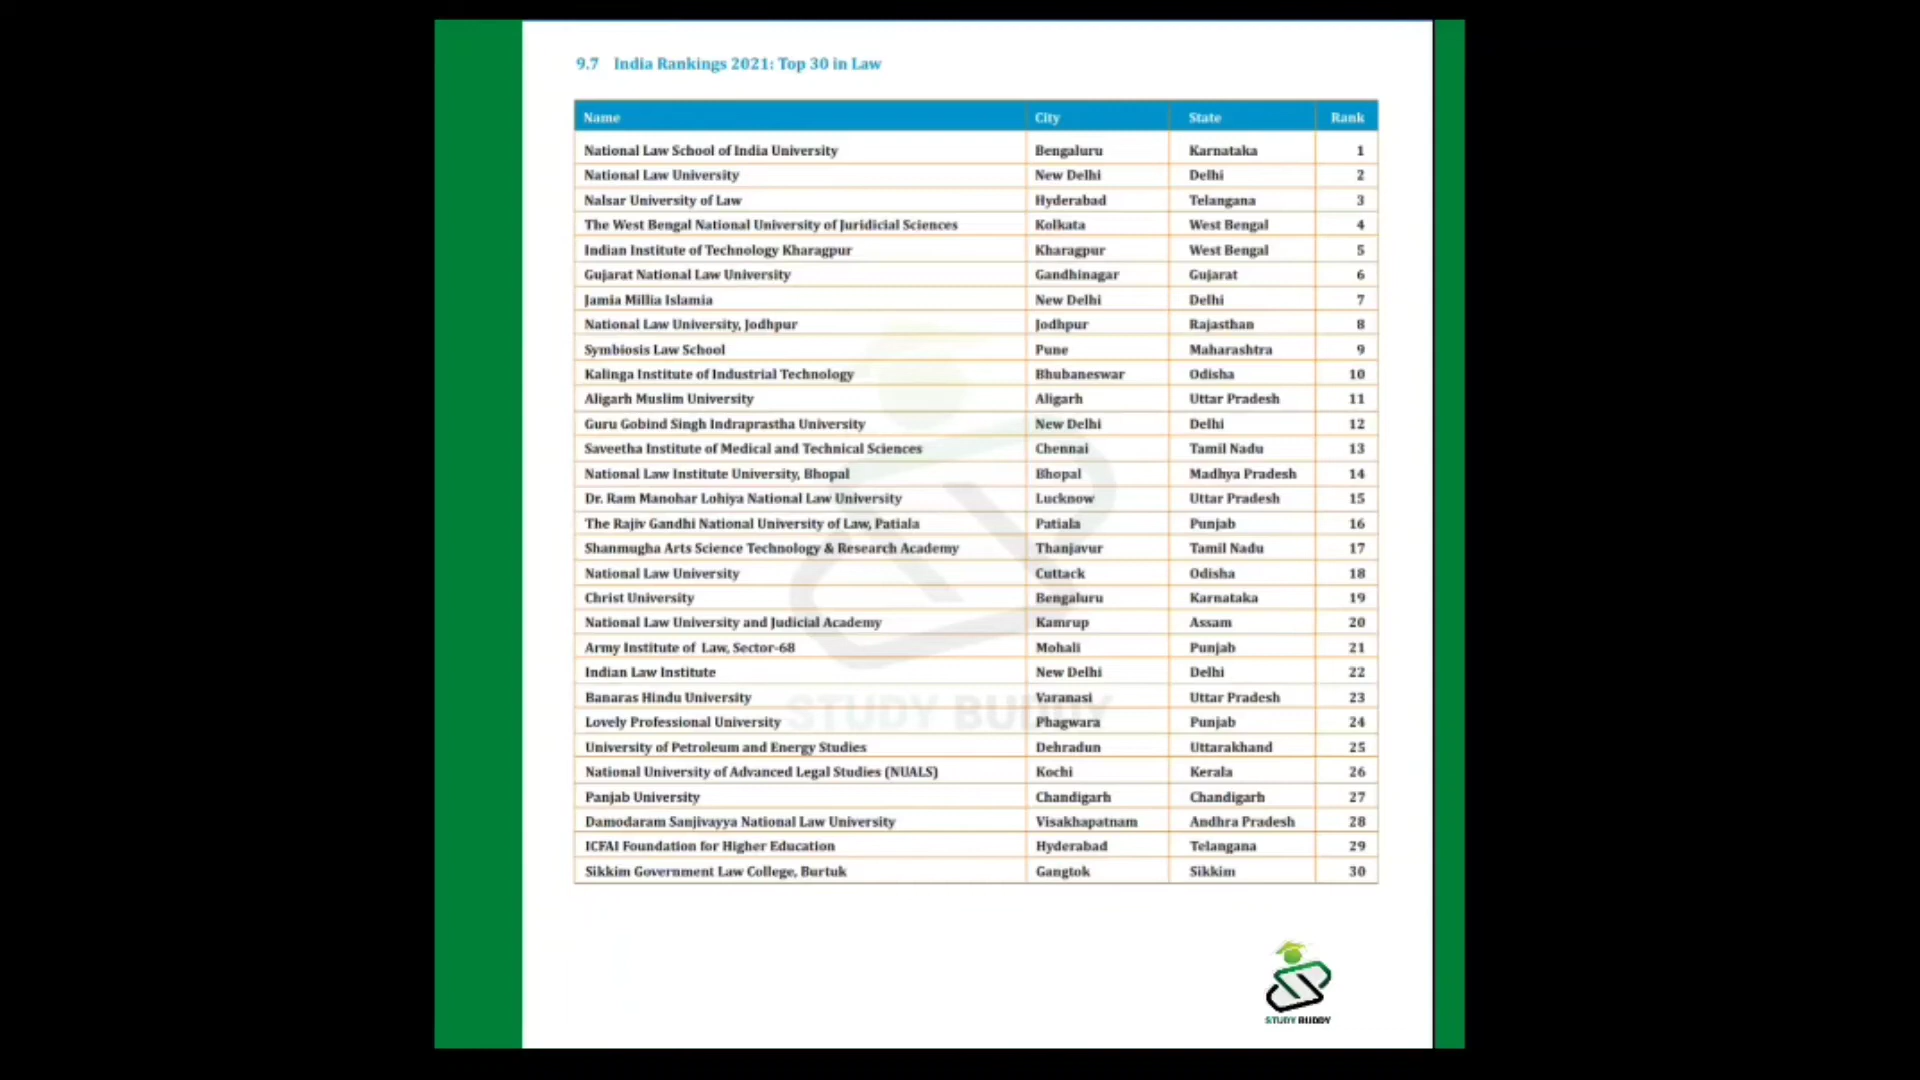 9.7 India Rankings 2021: Top 30 in Law
Name City State Rank
National Law School of India University Bengaluru Karnataka 1
National Law University New Delhi Delhi 2
Nalsar University of Law Hyderabad Telangana 3
The West Bengal National University of Juridicial Sciences Kolkata West Bengal 4
Indian Institute of Technology Kharagpur Kharagpur West Bengal 5
Gujarat National Law University Gandhinagar Gujarat 6
Jamia Millia Islamia New Delhi Delhi 7
National Law University, Jodhpur Jodhpur Rajasthan 8
Symbiosis Law School Pune Maharashtra 9
Kalinga Institute of Industrial Technology Bhubaneswar Odisha 10
Aligarh Muslim University Aligarh Uttar Pradesh 11
Guru Gobind Singh Indraprastha University New Delhi Delhi 12
Saveetha Institute of Medical and Technical Sciences Chennai Tamil Nadu 13
National Law Institute University, Bhopal Bhopal Madhya Pradesh 14
Dr. Ram Manohar Lohiya National Law University Lucknow Uttar Pradesh 15
The Rajiv Gandhi National University of Law, Patiala Patiala Punjab 16
Shanmugha Arts Science Technology & Research Academy Thanjavur Tamil Nadu 17
National Law University Cuttack Odisha 18
Christ University Bengaluru Karnataka 19
National Law University and Judicial Academy Kamrup Assam 20
Army Institute of Law, Sector-68 Mohali Punjab 21
Indian Law Institute New Delhi Delhi 22
Banaras Hindu University Varanasi Uttar Pradesh 23
STUDY BUDDY
Lovely Professional University Phagwara Punjab 24
University of Petroleum and Energy Studies Dehradun Uttarakhand 25
National University of Advanced Legal Studies (NUALS) Kochi Kerala 26
Panjab University Chandigarh Chandigarh 27
Damodaram Sanjivayya National Law University Visakhapatnam Andhra Pradesh 28
ICFAI Foundation for Higher Education Hyderabad Telangana 29
Sikkim Government Law College, Burtuk Gangtok Sikkim 30
STUDY BUDDY